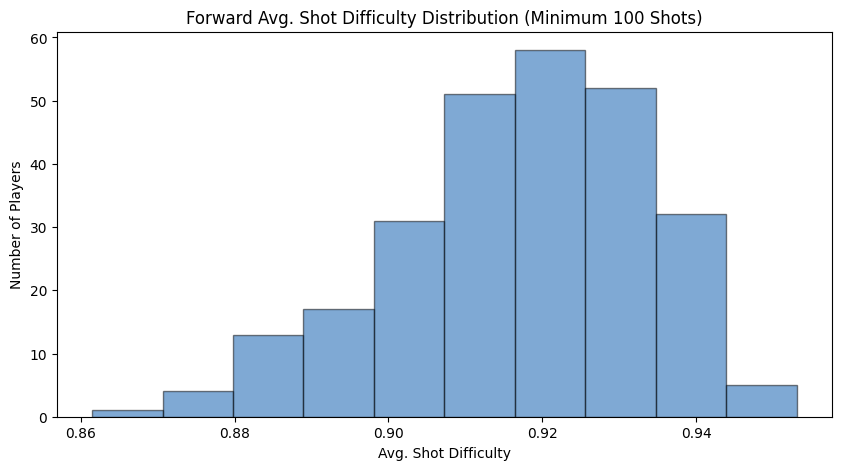 Forward Avg. Shot Difficulty Distribution (Minimum 100 Shots)
60
50
40
30
20
10
0
Number of Players
0.86 0.88 0.90 0.92 0.94
Avg. Shot Difficulty